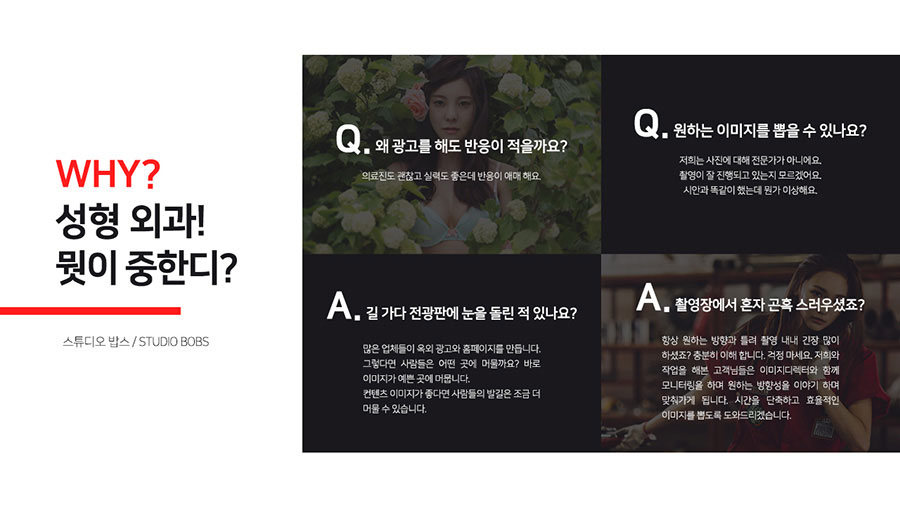 WHY?
성형 외과!
뭣이 중한디?
스튜디오 밥스 / STUDIO BOBS
Q. 왜 광고를 해도 반응이 적을까요?
의료진도 괜찮고 실력도 좋은데 반응이 애매 해요.
Q. 원하는 이미지를 뽑을 수 있나요?
저희는 사진에 대해 전문가가 아니에요.
촬영이 잘 진행되고 있는지 모르겠어요.
시안과 똑같이 했는데 뭔가 이상해요.
A. 길 가다 전광판에 눈을 돌린 적 있나요?
많은 업체들이 옥외 광고와 홈페이지를 만듭니다.
그렇다면 사람들은 어떤 곳에 머물까요? 바로
이미지가 예쁜 곳에 머뭅니다.
컨텐츠 이미지가 좋다면 사람들의 발길은 조금 더
머물 수 있습니다.
A. 촬영장에서 혼자 곤혹 스러우셨죠?
항상 원하는 방향과 틀려 촬영 내내 긴장 많이
하셨죠? 충분히 이해 합니다. 걱정 마세요. 저희와
작업을 해본 고객님들은 이미지디렉터와 함께
모니터링을 하며 원하는 방향성을 이야기 하며
맞춰가게 됩니다. 시간을 단축하고 효율적인
이미지를 뽑도록 도와드리겠습니다.